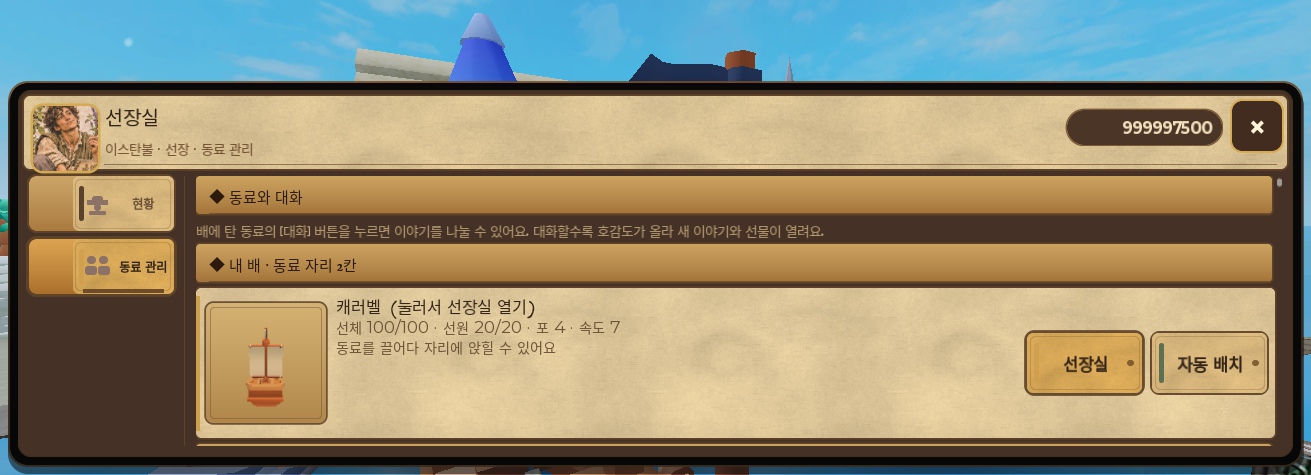 선장실
이스탄불 · 선장 · 동료 관리
999997500
×
현황
동료 관리
◆ 동료와 대화
배에 탄 동료의 [대화] 버튼을 누르면 이야기를 나눌 수 있어요. 대화할수록 호감도가 올라 새 이야기와 선물이 열려요.
◆ 내 배 · 동료 자리 2칸
캐러벨 (눌러서 선장실 열기)
선체 100/100 · 선원 20/20 · 포 4 · 속도 7
동료를 끌어다 자리에 앉힐 수 있어요
선장실
자동 배치